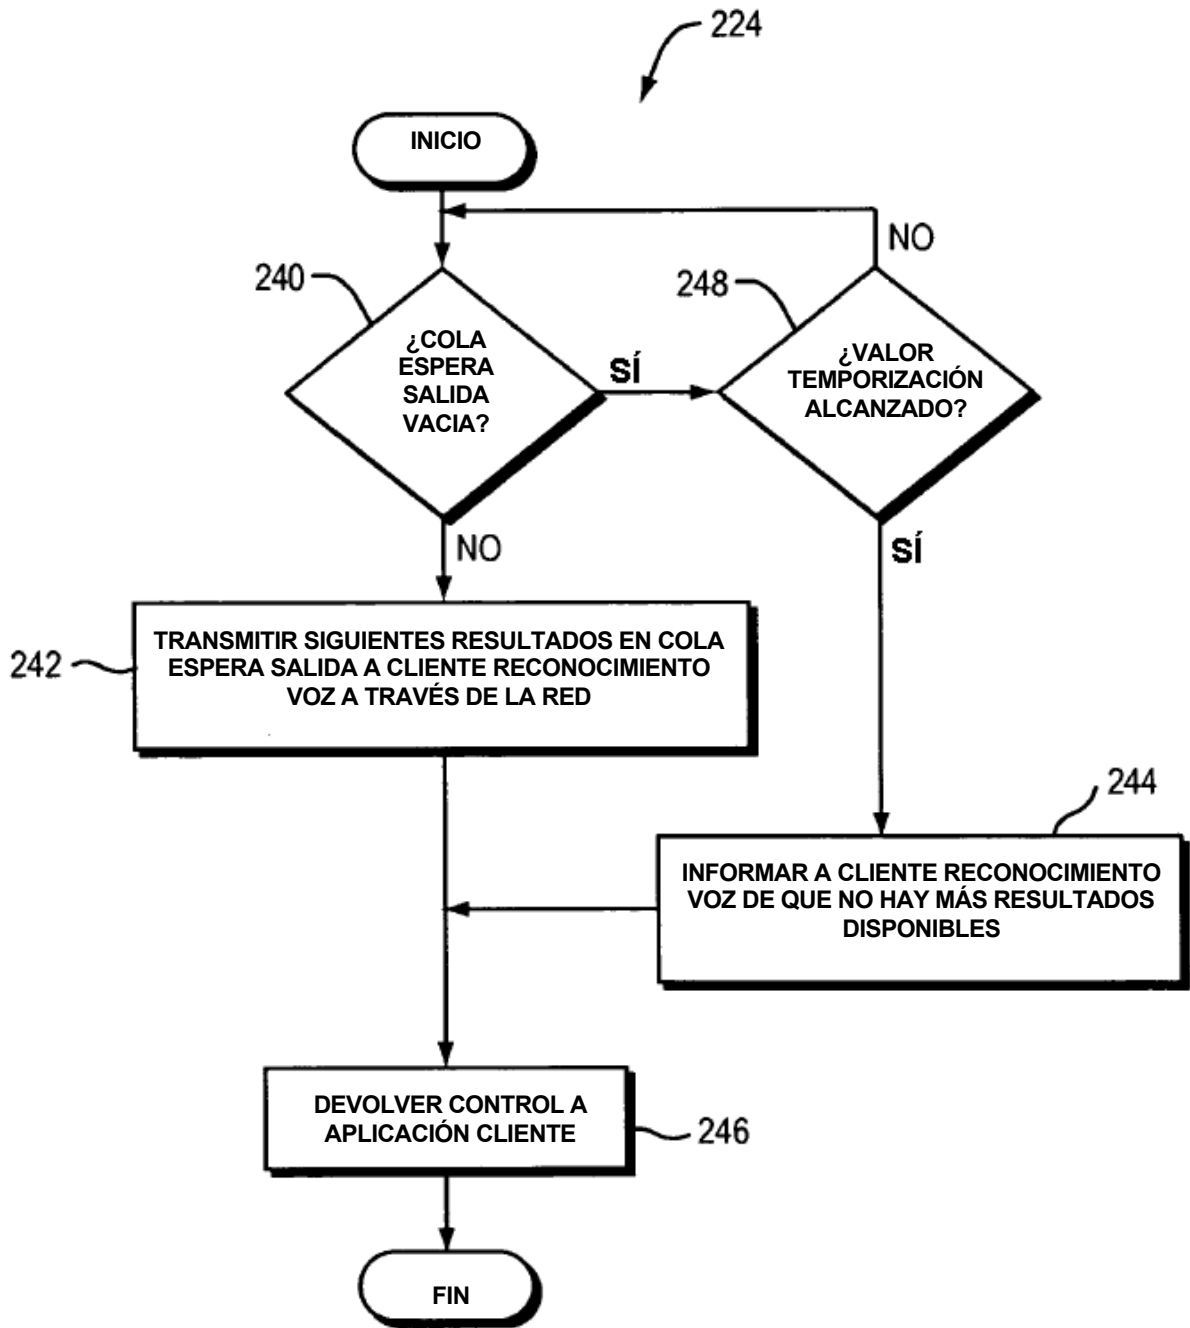 224
INICIO
NO
240
248
¿COLA
ESPERA
SALIDA
VACIA?
SÍ
¿VALOR
TEMPORIZACIÓN
ALCANZADO?
NO
SÍ
242
TRANSMITIR SIGUIENTES RESULTADOS EN COLA
ESPERA SALIDA A CLIENTE RECONOCIMIENTO
VOZ A TRAVÉS DE LA RED
244
INFORMAR A CLIENTE RECONOCIMIENTO
VOZ DE QUE NO HAY MÁS RESULTADOS
DISPONIBLES
DEVOLVER CONTROL A
APLICACIÓN CLIENTE
246
FIN